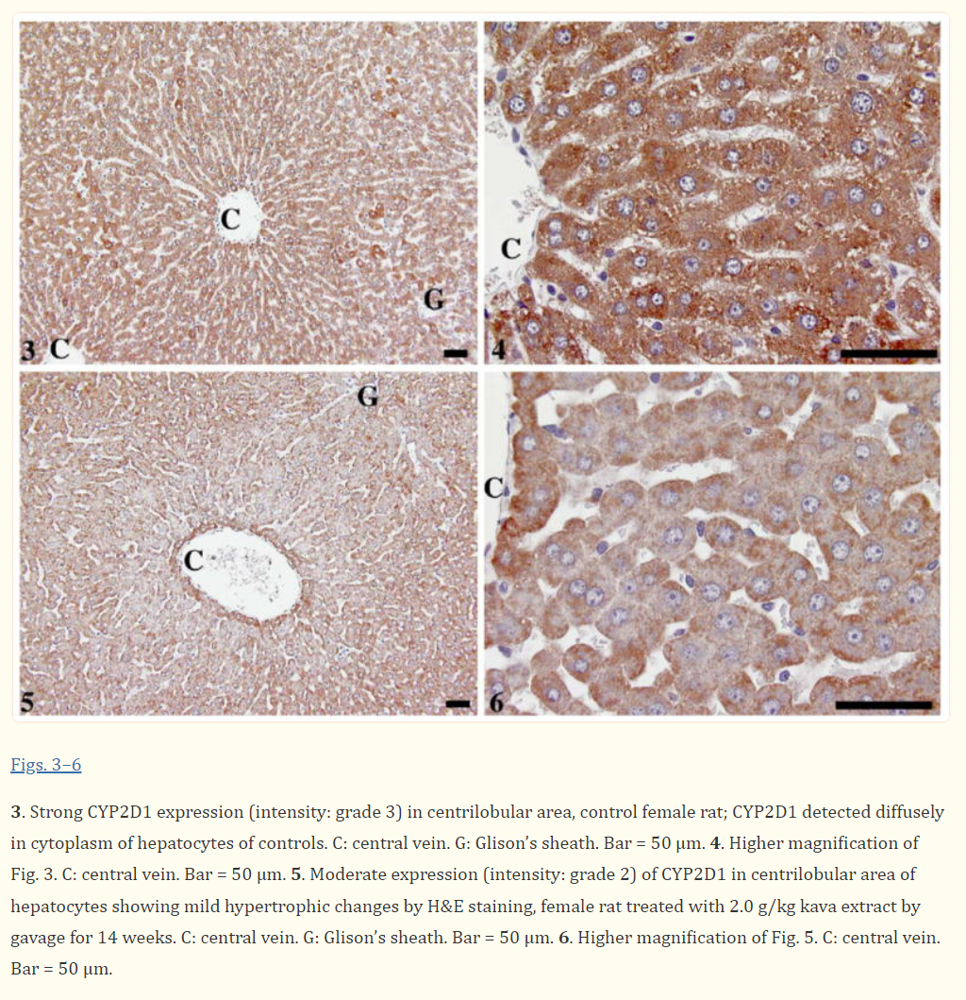 C
G
3 C
C
4
G
C
5
C
6
Figs. 3–6
3. Strong CYP2D1 expression (intensity: grade 3) in centrilobular area, control female rat; CYP2D1 detected diffusely
in cytoplasm of hepatocytes of controls. C: central vein. G: Glison’s sheath. Bar = 50 μm. 4. Higher magnification of
Fig. 3. C: central vein. Bar = 50 μm. 5. Moderate expression (intensity: grade 2) of CYP2D1 in centrilobular area of
hepatocytes showing mild hypertrophic changes by H&E staining, female rat treated with 2.0 g/kg kava extract by
gavage for 14 weeks. C: central vein. G: Glison’s sheath. Bar = 50 μm. 6. Higher magnification of Fig. 5. C: central vein.
Bar = 50 μm.